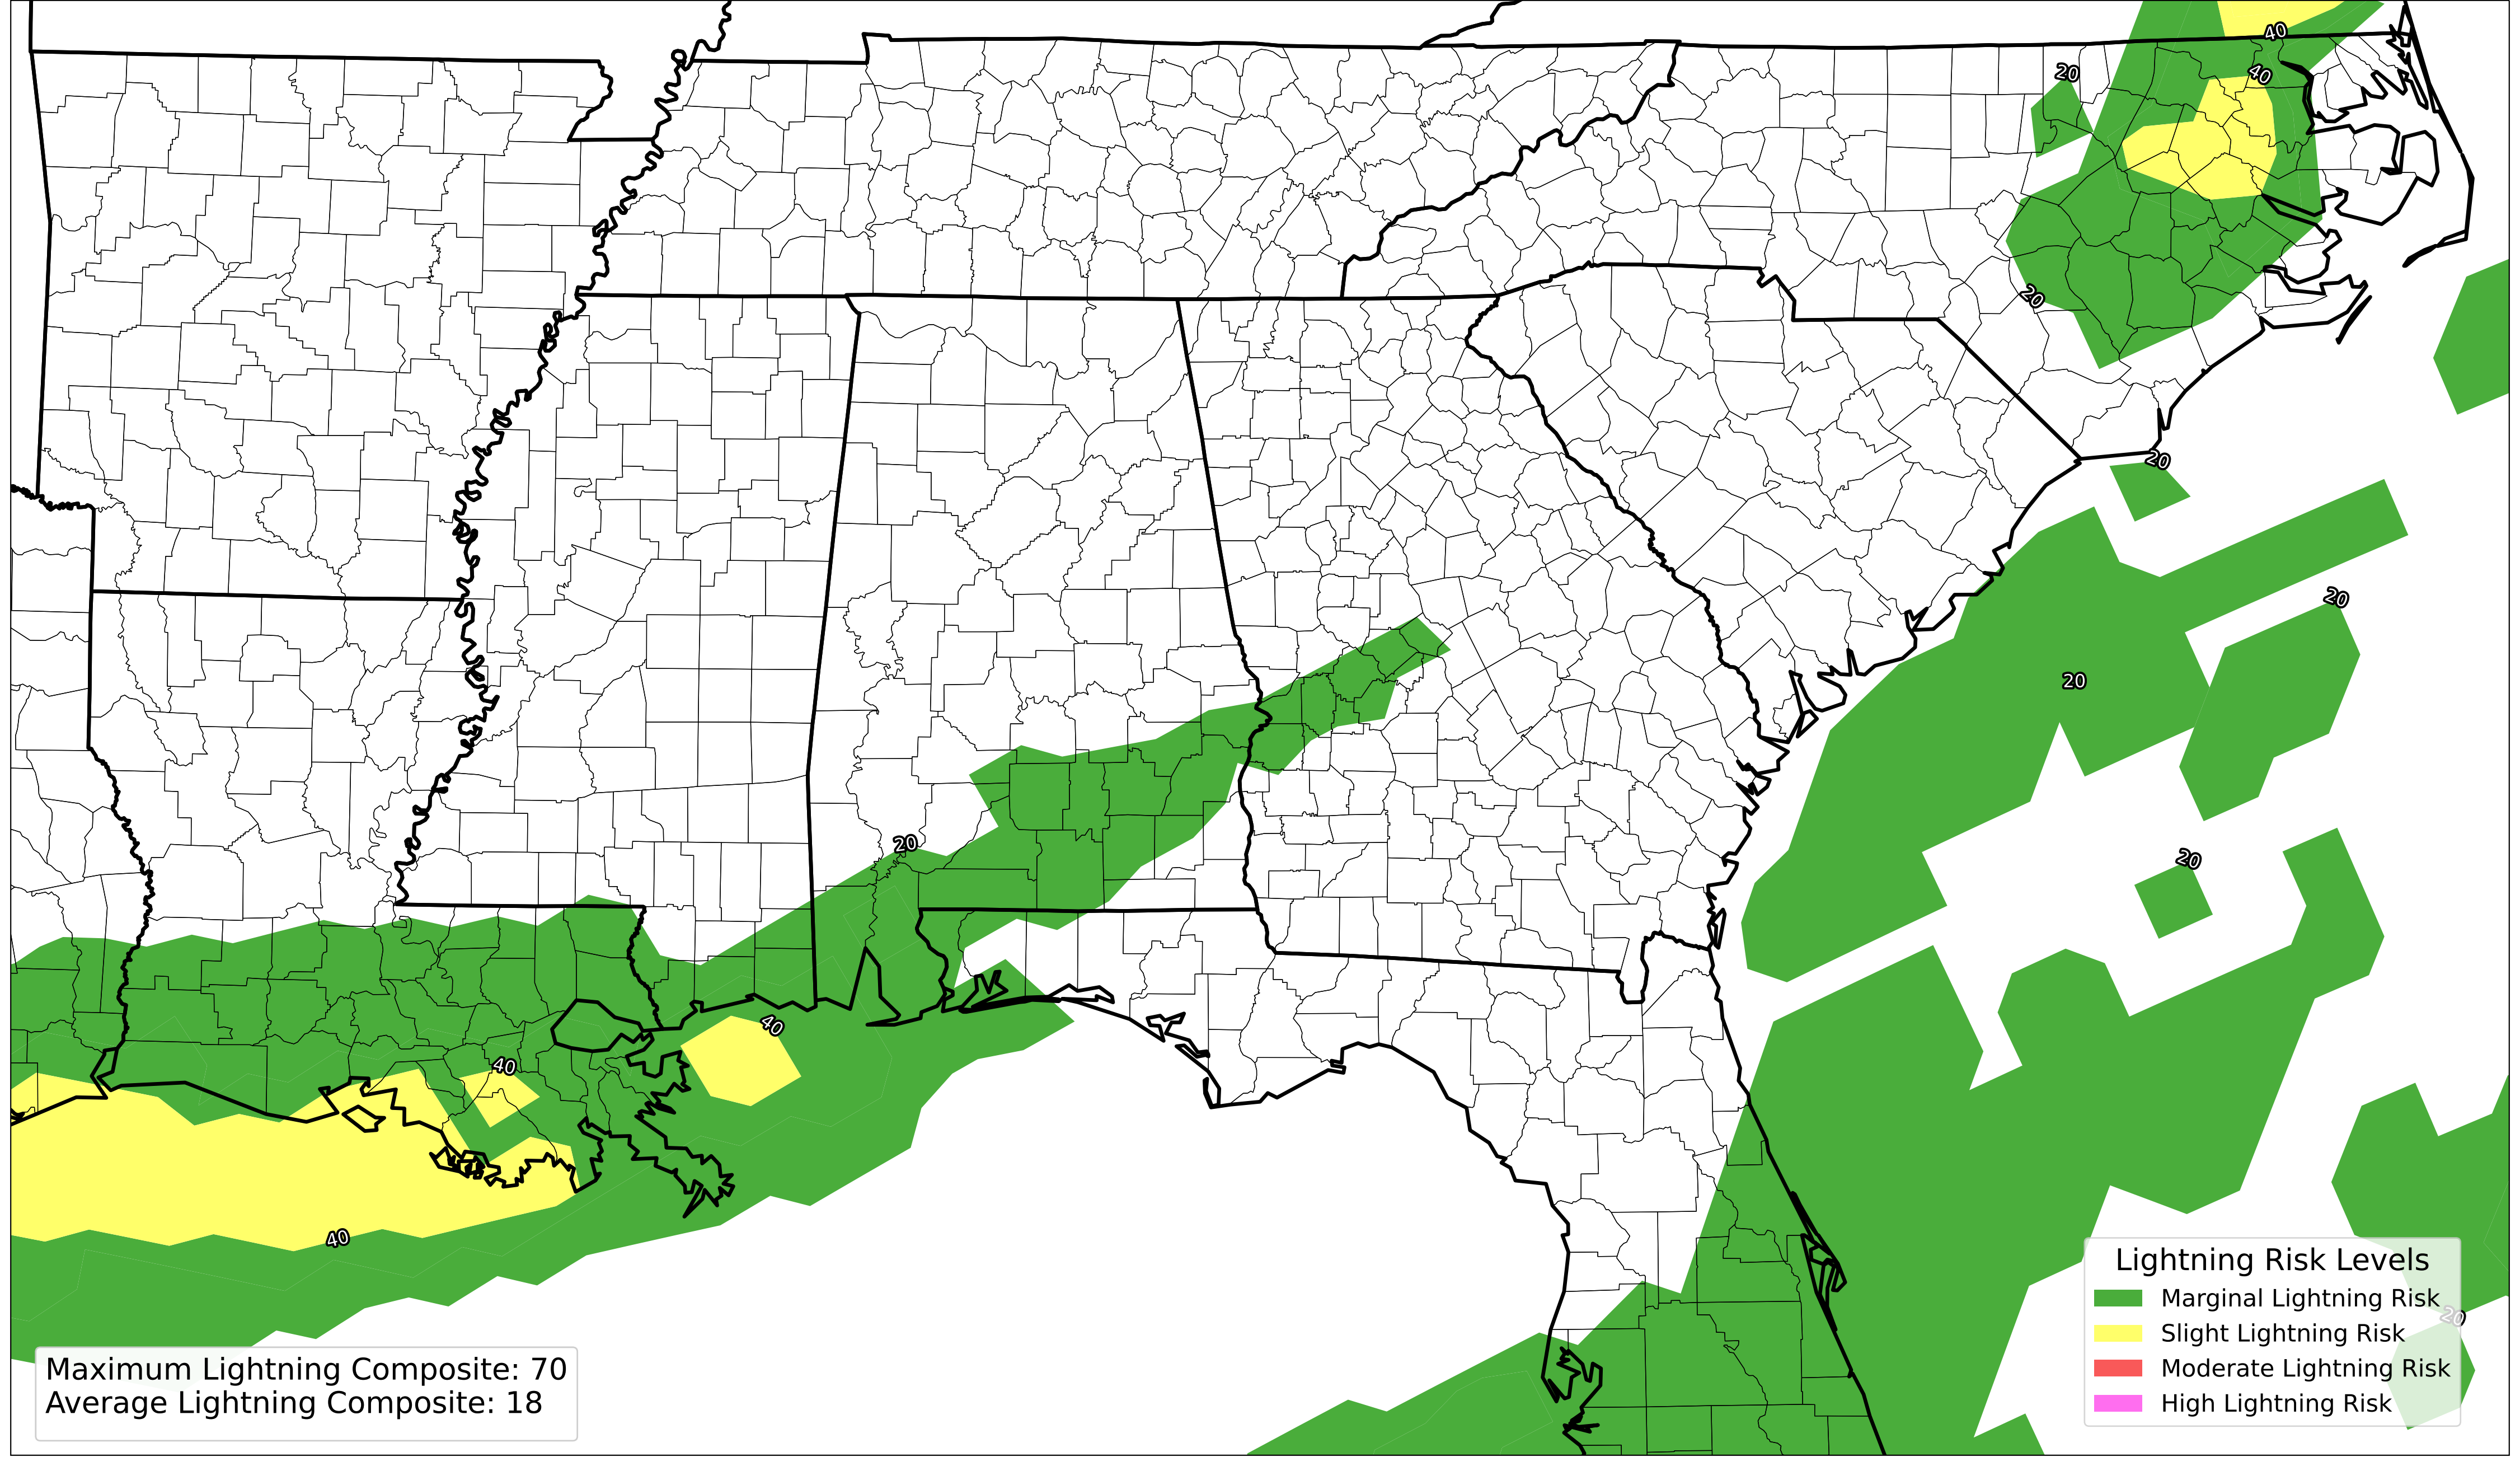 40
20
40
20
20
20
20
20
20
40
40
40
20
Lightning Risk Levels
Marginal Lightning Risk
Slight Lightning Risk
Moderate Lightning Risk
High Lightning Risk
Maximum Lightning Composite: 70
Average Lightning Composite: 18